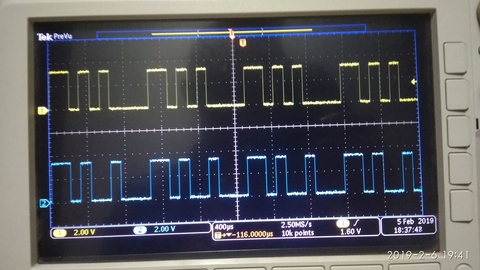 Tek PreVu
1 2.00 V 2 2.00 V 400µs 2.50MS/s 1 /
-116.0000µs 10k points 1.60 V
5 Feb 2019
18:37:43
2019-2-6 19:41